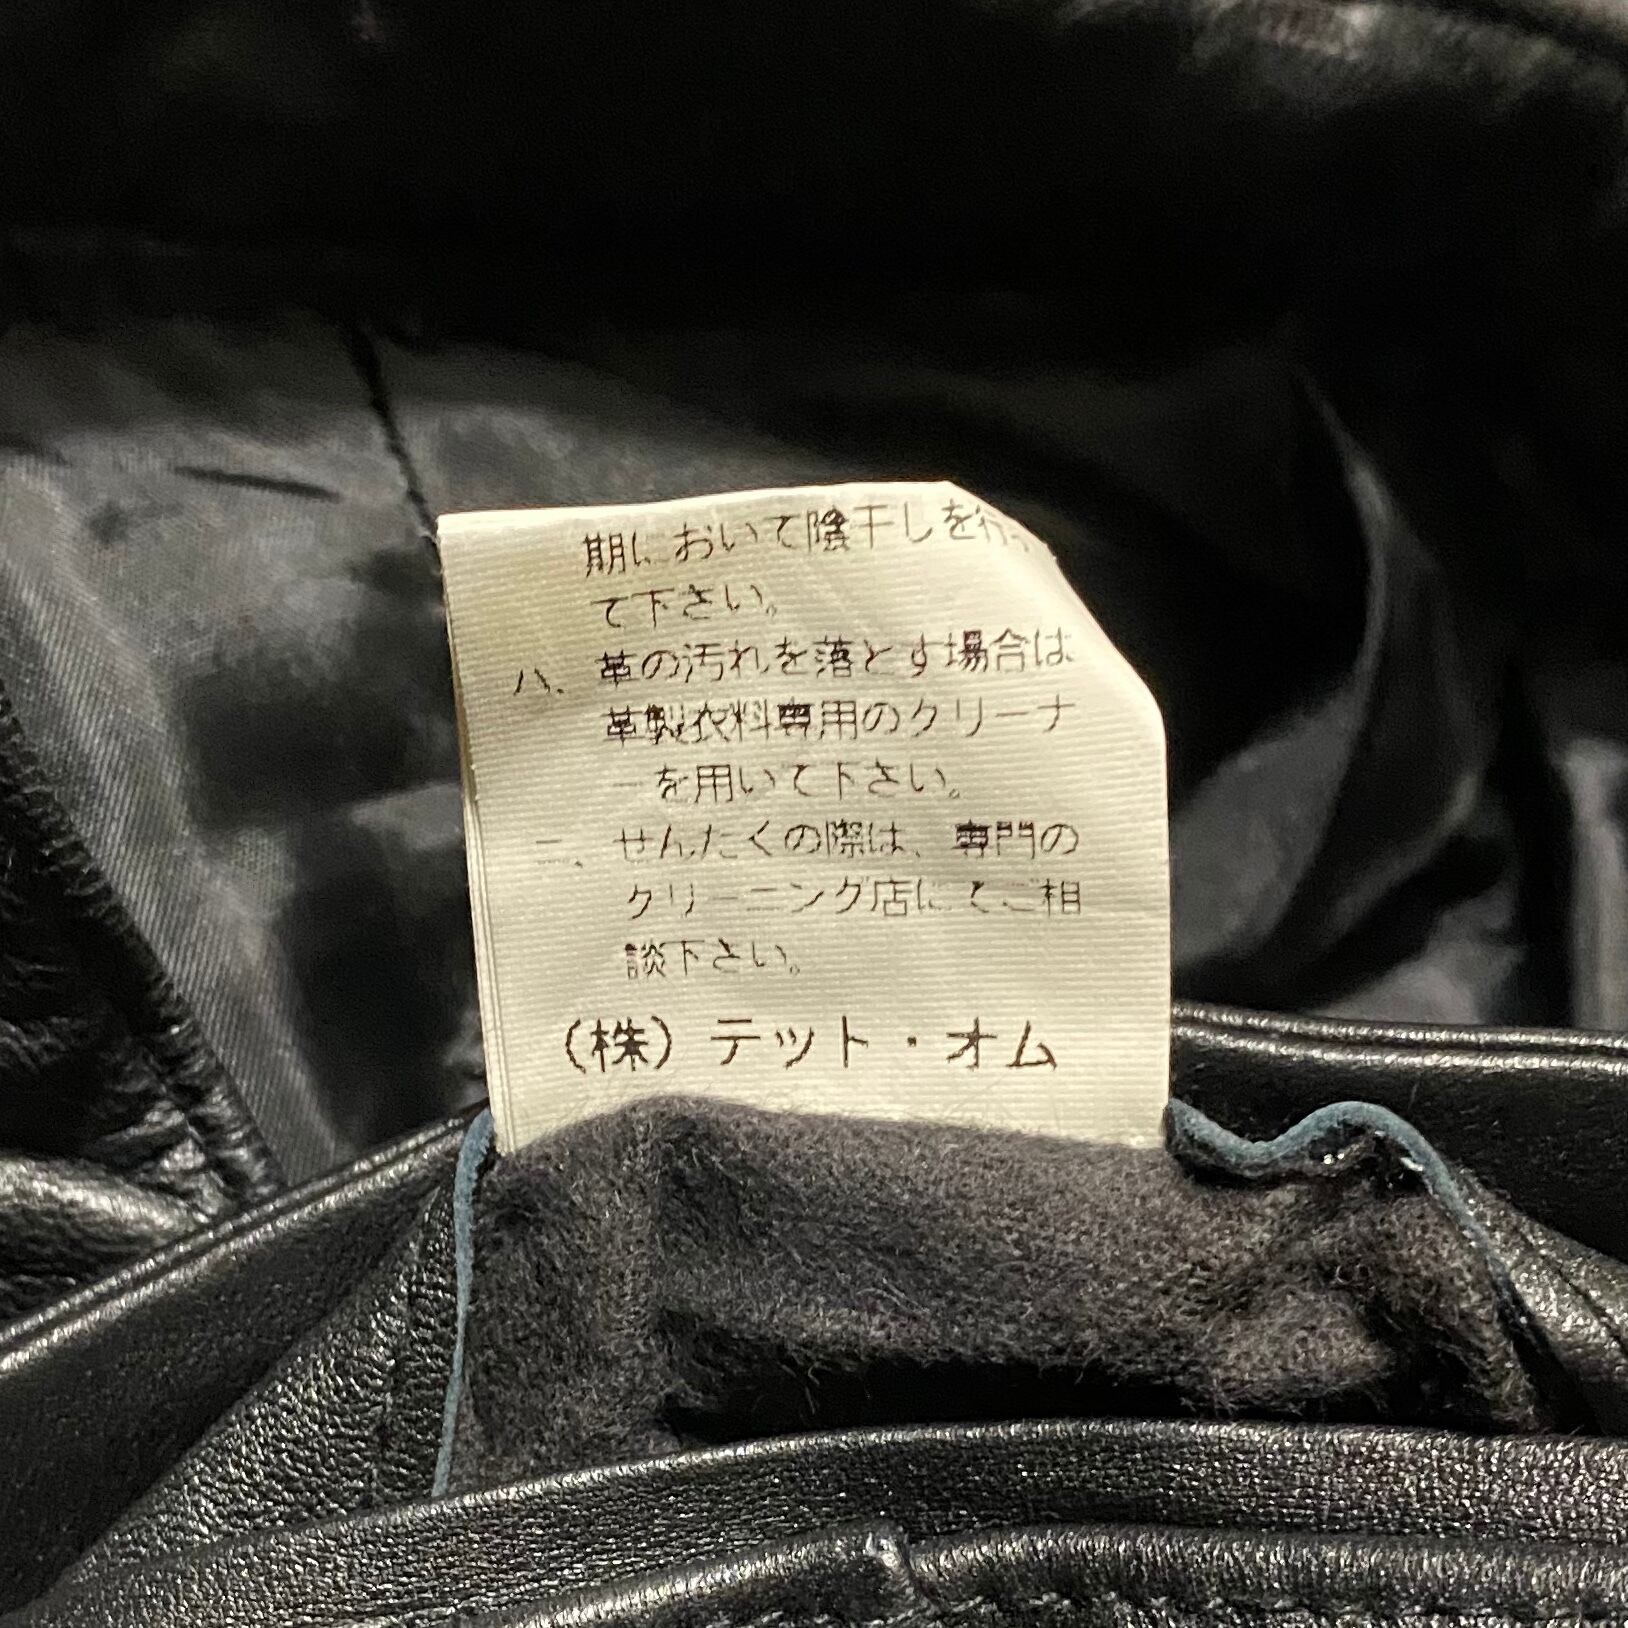 期において陰干しを行っ
て下さい。
ハ、革の汚れを落とす場合は
革製衣料専用のクリーナ
ーを用いて下さい。
ニ、せんたくの際は、専門の
クリーニング店にてご相
談下さい。
(株)テット・オム